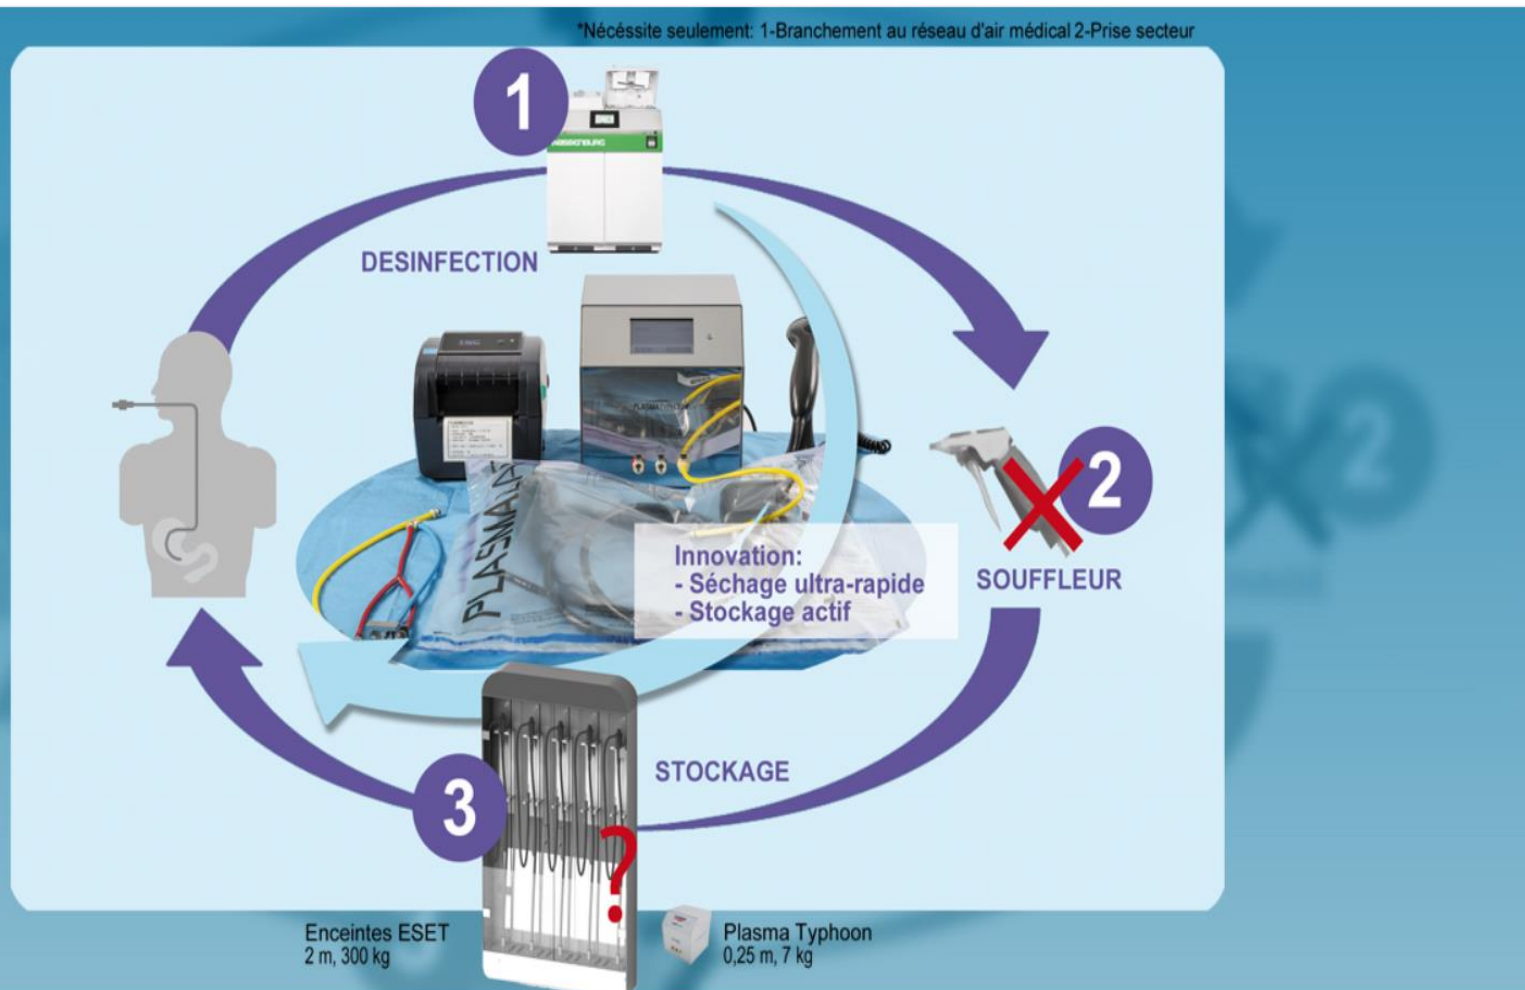 *Nécéssite seulement: 1-Branchement au réseau d'air médical 2-Prise secteur
1
DESINFECTION
2
SOUFFLEUR
PLASMA
Innovation:
- Séchage ultra-rapide
- Stockage actif
STOCKAGE
3
?
Enceintes ESET
2 m, 300 kg
Plasma Typhoon
0,25 m, 7 kg